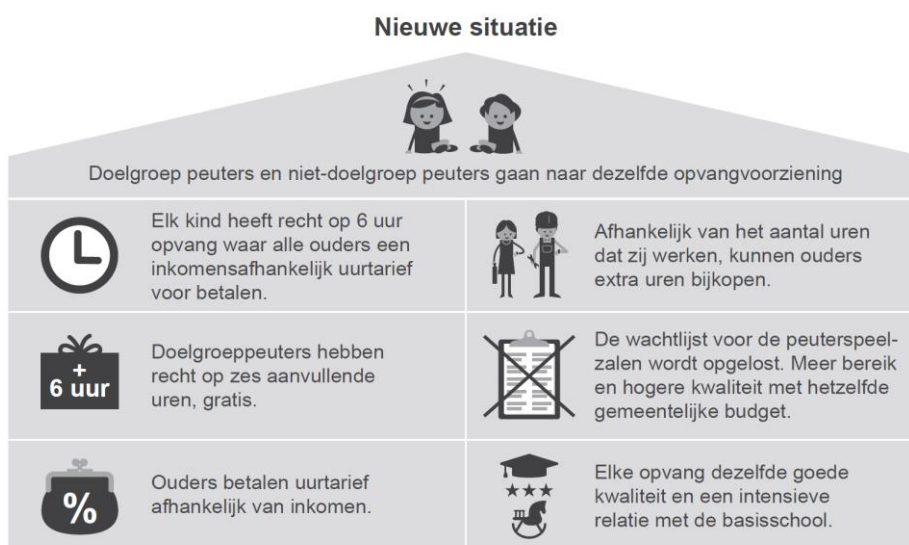 Nieuwe situatie
Doelgroep peuters en niet-doelgroep peuters gaan naar dezelfde opvangvoorziening
Elk kind heeft recht op 6 uur
opvang waar alle ouders een
inkomensafhankelijk uurtarief
voor betalen.
Afhankelijk van het aantal uren
dat zij werken, kunnen ouders
extra uren bijkopen.
+
6 uur
Doelgroeppeuters hebben
recht op zes aanvullende
uren, gratis.
De wachtlijst voor de peuterspeel-
zalen wordt opgelost. Meer bereik
en hogere kwaliteit met hetzelfde
gemeentelijke budget.
%
Ouders betalen uurtarief
afhankelijk van inkomen.
Elke opvang dezelfde goede
kwaliteit en een intensieve
relatie met de basisschool.